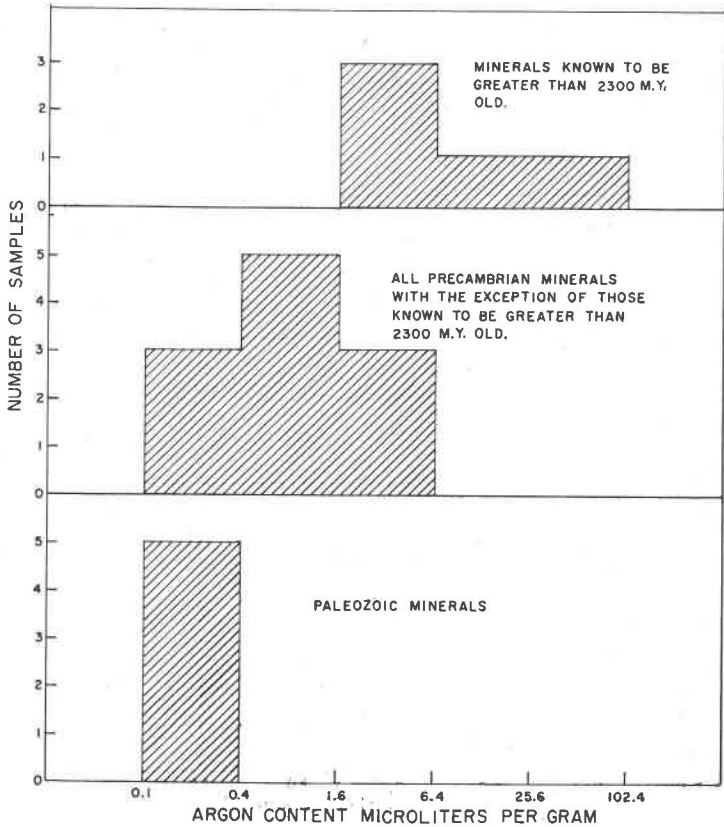 4
3
2
1
0
MINERALS KNOWN TO BE
GREATER THAN 2300 M.Y.
OLD.
NUMBER OF SAMPLES
5
4
3
2
1
0
ALL PRECAMBRIAN MINERALS
WITH THE EXCEPTION OF THOSE
KNOWN TO BE GREATER THAN
2300 M.Y. OLD.
5
4
3
2
1
0
PALEOZOIC MINERALS
0.1 0.4 1.6 6.4 25.6 102.4
ARGON CONTENT MICROLITERS PER GRAM